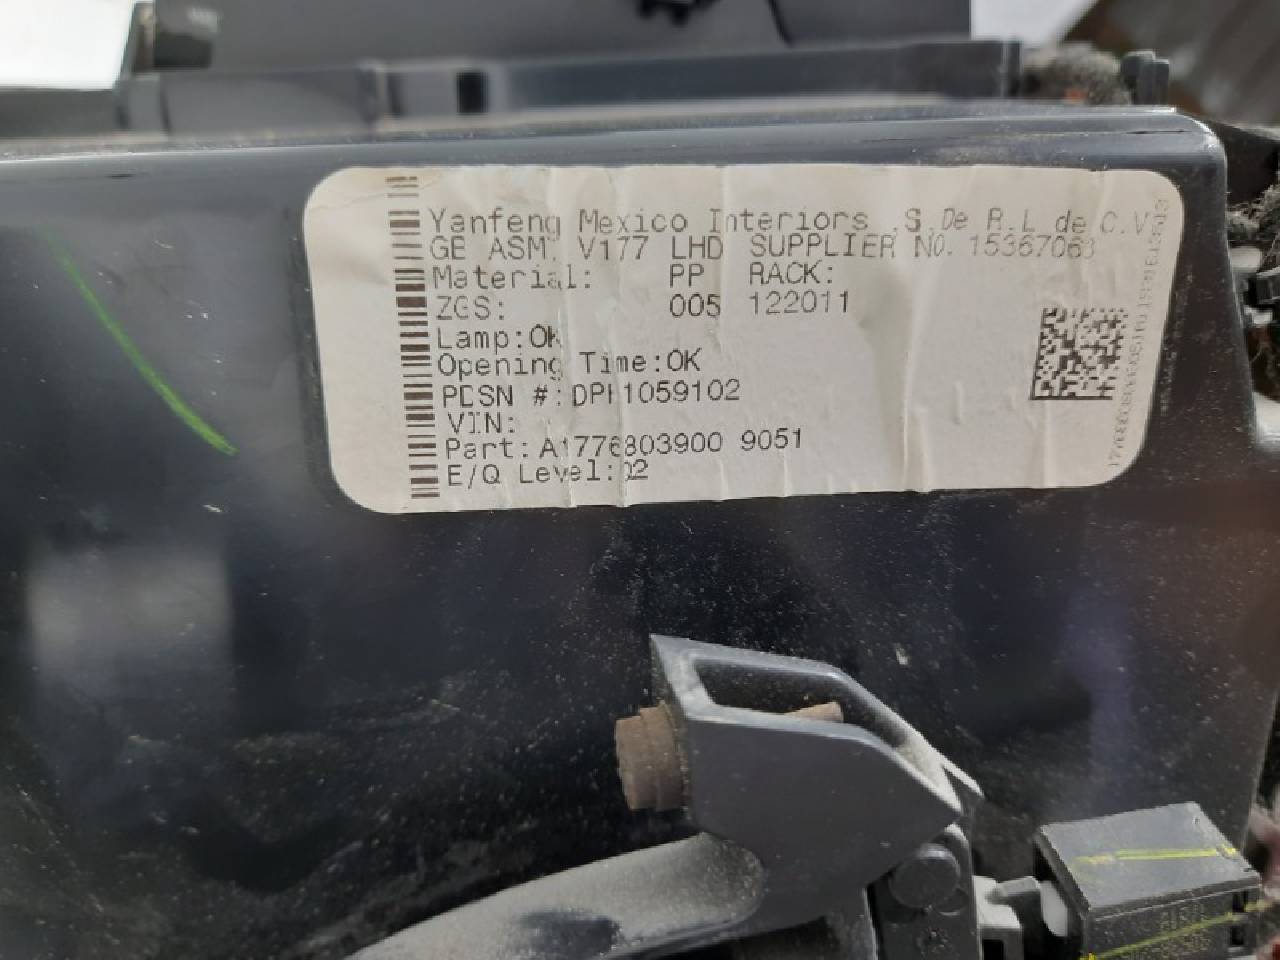 Yanfeng Mexico Interiors ,S.De R.L de C.V.
GB ASM. V177 LHD SUPPLIER NO. 15367063
Material: PP RACK:
ZGS: 005 122011
Lamp:OK
Opening Time:OK
PDSN #: DPH1059102
VIN:
Part: A1776803900 9051
E/Q Level:02